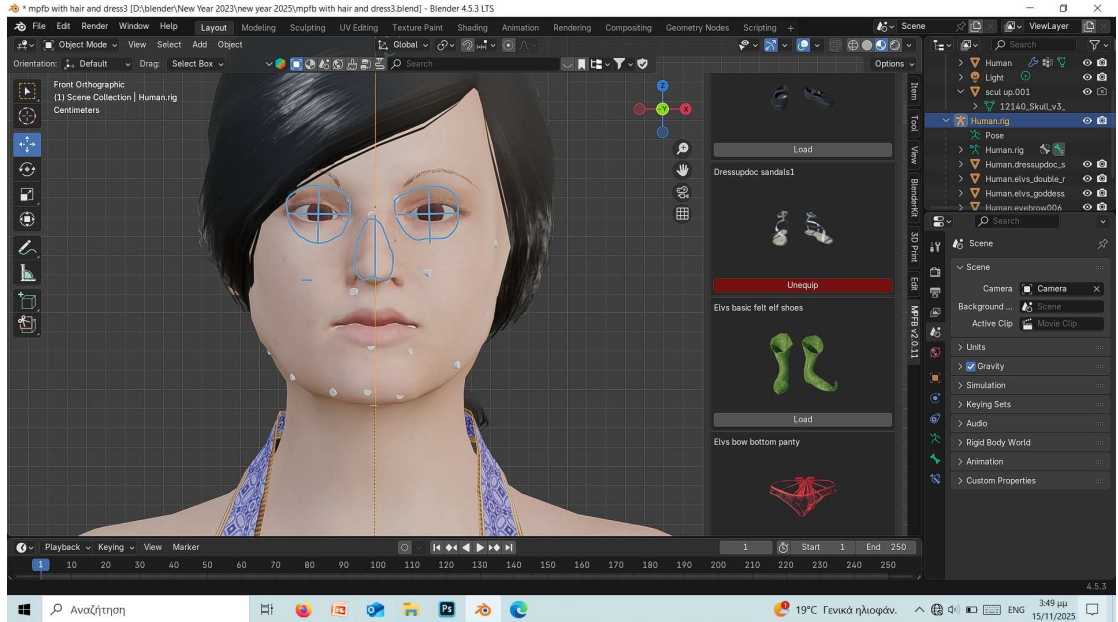 * mpfb with hair and dress3 [D:\blender\New Year 2023\new year 2025\mpfb with hair and dress3.blend] - Blender 4.5.3 LTS
File Edit Render Window Help Layout Modeling Sculpting UV Editing Texture Paint Shading Animation Rendering Compositing Geometry Nodes Scripting + Scene ViewLayer
Object Mode View Select Add Object Global Search
Orientation: Default Drag: Select Box Search Options
Front Orthographic
(1) Scene Collection | Human.rig
Centimeters
Z
-Y
X
Load
Dressupdoc sandals1
Unequip
Elvs basic felt elf shoes
Load
Elvs bow bottom panty
Item
Tool
View
BlenderKit
3D Print
Edit
MPFB v2.0.11
Human
Light
scul up.001
12140_Skull_v3_
Human.rig
Pose
Human.rig
Human.dressupdoc_s
Human.elvs_double_r
Human.elvs_goddess
Human.eyebrow006
Search
Scene
Scene
Camera Camera
Background ... Scene
Active Clip Movie Clip
Units
Gravity
Simulation
Keying Sets
Audio
Rigid Body World
Animation
Custom Properties
Playback Keying View Marker 1 Start 1 End 250
1 10 20 30 40 50 60 70 80 90 100 110 120 130 140 150 160 170 180 190 200 210 220 230 240 250
4.5.3
Αναζήτηση 19°C Γενικά ηλιοφάν. ENG 3:49 μμ
15/11/2025